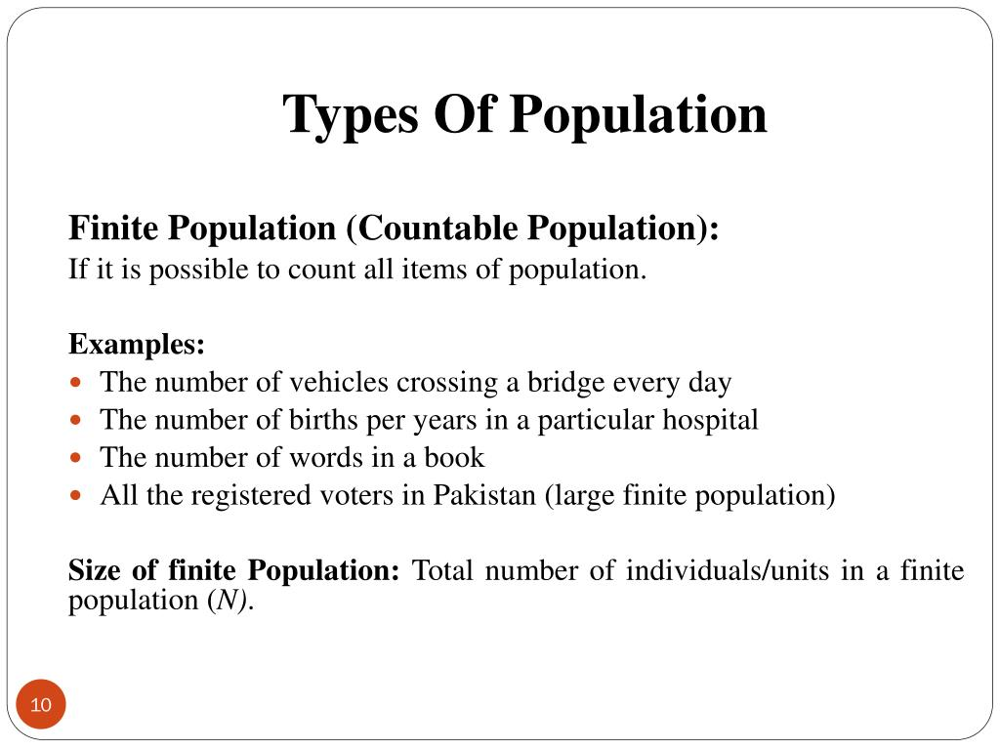 Types Of Population
Finite Population (Countable Population):
If it is possible to count all items of population.
Examples:
• The number of vehicles crossing a bridge every day
• The number of births per years in a particular hospital
• The number of words in a book
• All the registered voters in Pakistan (large finite population)
Size of finite Population: Total number of individuals/units in a finite
population (N).
10